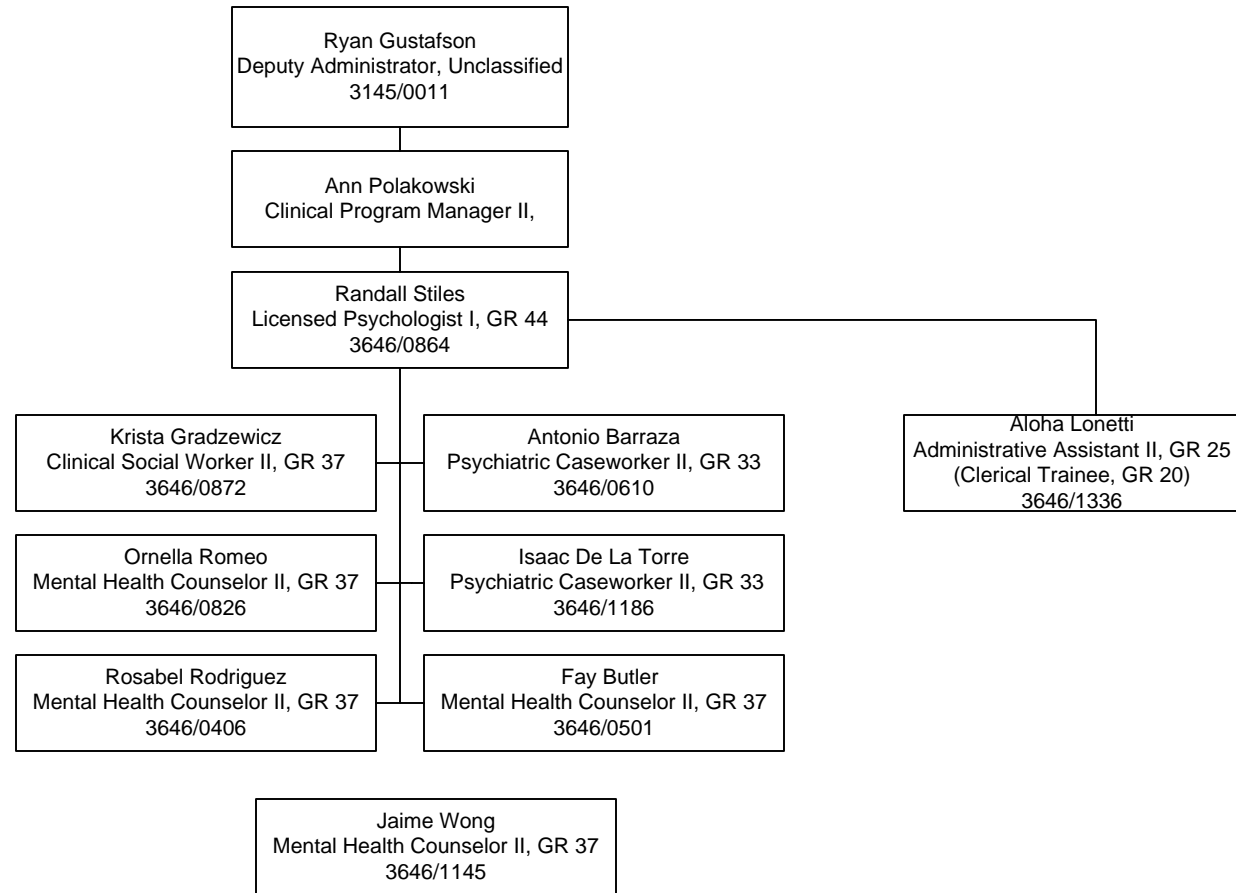 Ryan Gustafson
Deputy Administrator, Unclassified
3145/0011
Ann Polakowski
Clinical Program Manager II,
Randall Stiles
Licensed Psychologist I, GR 44
3646/0864
Krista Gradzewicz
Clinical Social Worker II, GR 37
3646/0872
Antonio Barraza
Psychiatric Caseworker II, GR 33
3646/0610
Aloha Lonetti
Administrative Assistant II, GR 25
(Clerical Trainee, GR 20)
3646/1336
Ornella Romeo
Mental Health Counselor II, GR 37
3646/0826
Isaac De La Torre
Psychiatric Caseworker II, GR 33
3646/1186
Rosabel Rodriguez
Mental Health Counselor II, GR 37
3646/0406
Fay Butler
Mental Health Counselor II, GR 37
3646/0501
Jaime Wong
Mental Health Counselor II, GR 37
3646/1145